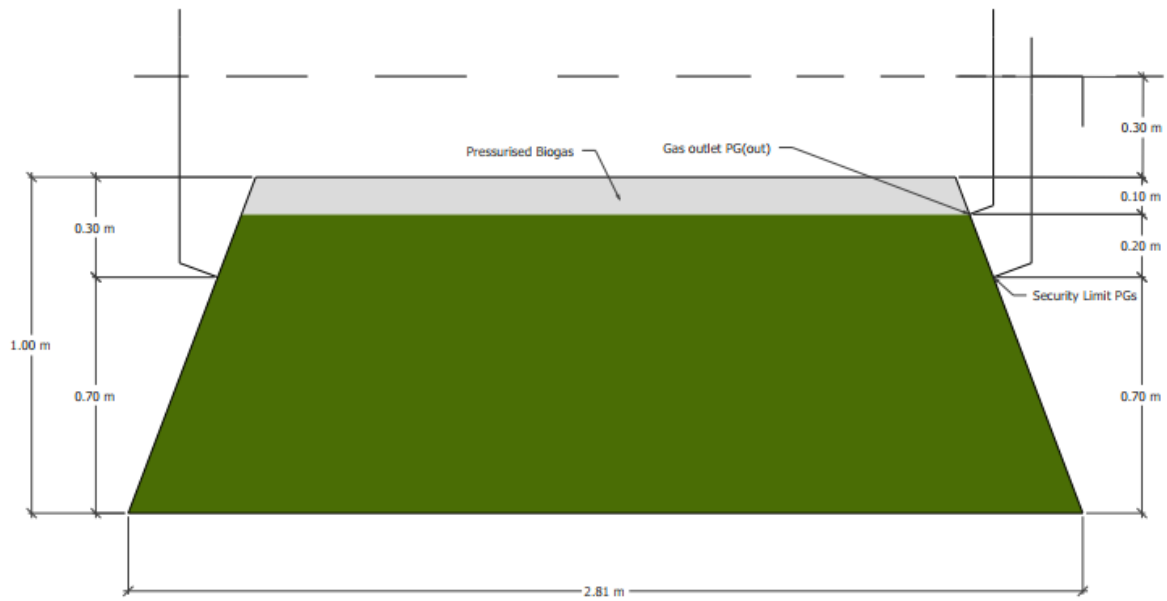 0.30 m
Pressurised Biogas
Gas outlet PG(out)
0.10 m
0.30 m
0.20 m
Security Limit PGs
1.00 m
0.70 m
0.70 m
2.81 m